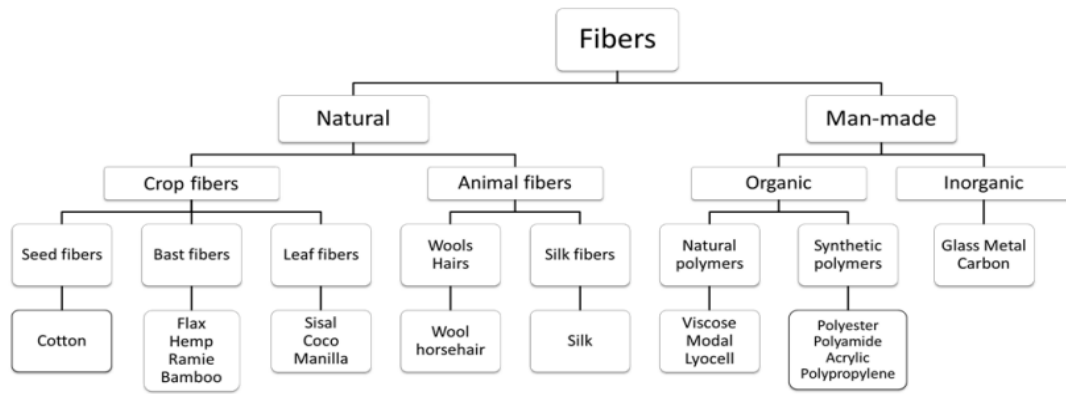 Fibers
Natural
Man-made
Crop fibers
Animal fibers
Organic
Inorganic
Seed fibers
Bast fibers
Leaf fibers
Wools
Hairs
Silk fibers
Natural
polymers
Synthetic
polymers
Glass Metal
Carbon
Cotton
Flax
Hemp
Ramie
Bamboo
Sisal
Coco
Manilla
Wool
horsehair
Silk
Viscose
Modal
Lyocell
Polyester
Polyamide
Acrylic
Polypropylene